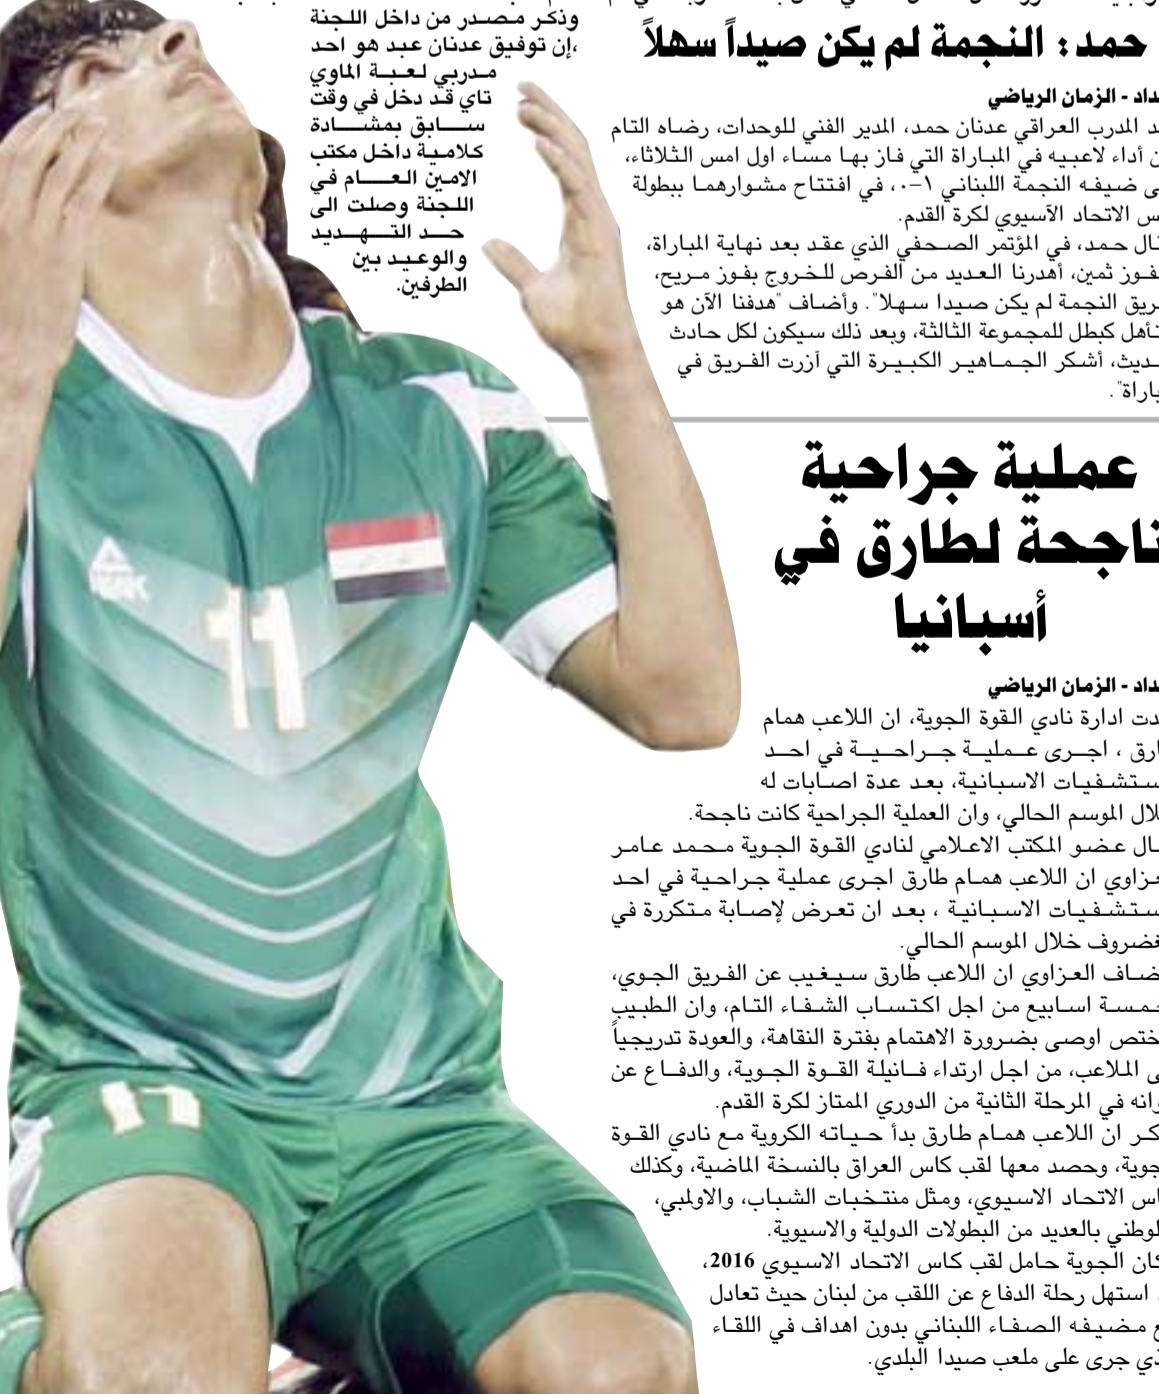 حمد: النجمة لم يكن صيداً سهلاً
- الزمان الرياضي
المدرب العراقي عدنان حمد، المدير الفني للوحدات، رضاه التام
أداء لاعبيه في المباراة التي فاز بها مساء اول امس الثلاثاء،
ضيفه النجمة اللبناني ١-٠، في افتتاح مشوارهما ببطولة
الاتحاد الآسيوي لكرة القدم.
حمد، في المؤتمر الصحفي الذي عقد بعد نهاية المباراة،
ثمين، أهدرنا العديد من الفرص للخروج بفوز مريح،
النجمة لم يكن صيدا سهلا". وأضاف "هدفنا الآن هو
كبطل للمجموعة الثالثة، وبعد ذلك سيكون لكل حادث
أشكر الجماهير الكبيرة التي آزرت الفريق في
عملية جراحية
ناجحة لطارق في
أسبانيا
- الزمان الرياضي
ادارة نادي القوة الجوية، ان اللاعب همام
، اجرى عملية جراحية في احد
الاسبانية، بعد عدة اصابات له
الموسم الحالي، وان العملية الجراحية كانت ناجحة.
عضو المكتب الاعلامي لنادي القوة الجوية محمد عامر
ان اللاعب همام طارق اجرى عملية جراحية في احد
الاسبانية ، بعد ان تعرض لإصابة متكررة في
خلال الموسم الحالي.
العزاوي ان اللاعب طارق سيغيب عن الفريق الجوي،
اسابيع من اجل اكتساب الشفاء التام، وان الطبيب
اوصى بضرورة الاهتمام بفترة النقاهة، والعودة تدريجياً
الملاعب، من اجل ارتداء فانيلة القوة الجوية، والدفاع عن
في المرحلة الثانية من الدوري الممتاز لكرة القدم.
ان اللاعب همام طارق بدأ حياته الكروية مع نادي القوة
وحصد معها لقب كاس العراق بالنسخة الماضية، وكذلك
الاتحاد الاسيوي، ومثل منتخبات الشباب، والاولمبي،
بالعديد من البطولات الدولية والاسيوية.
الجوية حامل لقب كاس الاتحاد الاسيوي 2016،
استهل رحلة الدفاع عن اللقب من لبنان حيث تعادل
مضيفه الصفاء اللبناني بدون اهداف في اللقاء
جرى على ملعب صيدا البلدي.
وذكر مصدر من داخل اللجنة
،إن توفيق عدنان عبد هو احد
مدربي لعبة الماوي
تاي قد دخل في وقت
سابق بمشادة
كلامية داخل مكتب
الامين العام في
اللجنة وصلت الى
حد التهديد
والوعيد بين
الطرفين.
PEAK
11
11